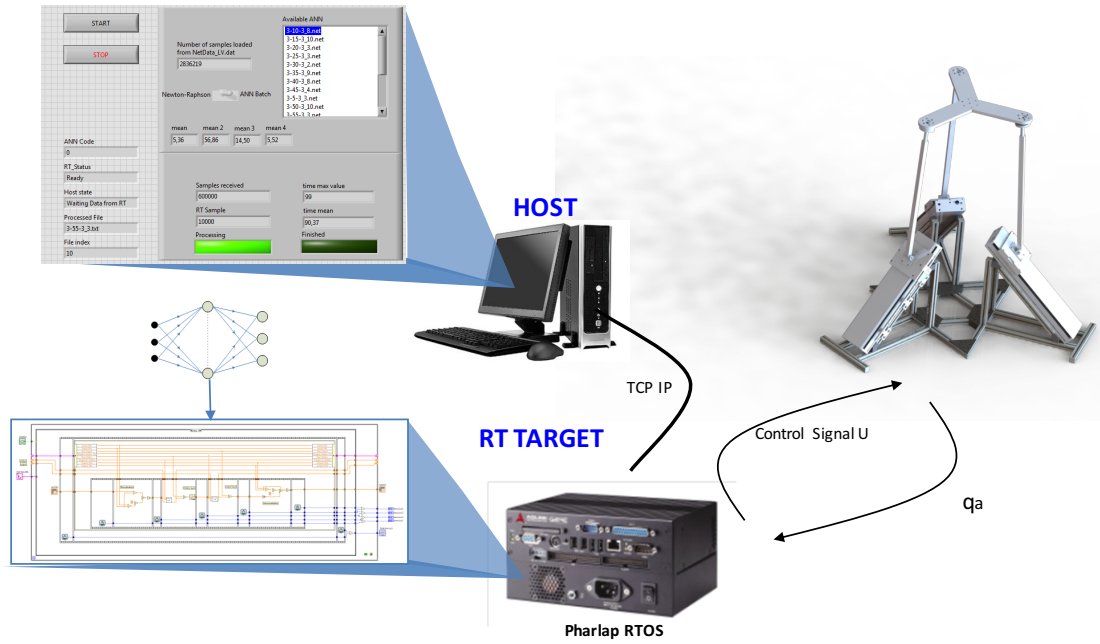 START
STOP
Number of samples loaded
from NetData_LV.dat
2836219
Newton-Raphson
ANN Batch
Available ANN
3-10-3_8.net
3-15-3_10.net
3-20-3_3.net
3-25-3_3.net
3-30-3_2.net
3-35-3_9.net
3-40-3_8.net
3-45-3_4.net
3-5-3_3.net
3-50-3_10.net
3-55-3_3.net
mean
mean 2
mean 3
mean 4
5,36
56,86
14,50
5,52
ANN Code
0
RT_Status
Ready
Host state
Waiting Data from RT
Processed File
3-55-3_3.txt
File index
10
Samples received
600000
time max value
99
RT Sample
10000
time mean
90,37
Processing
Finished
HOST
TCP IP
RT TARGET
Control Signal U
qa
ADLINK
Pharlap RTOS